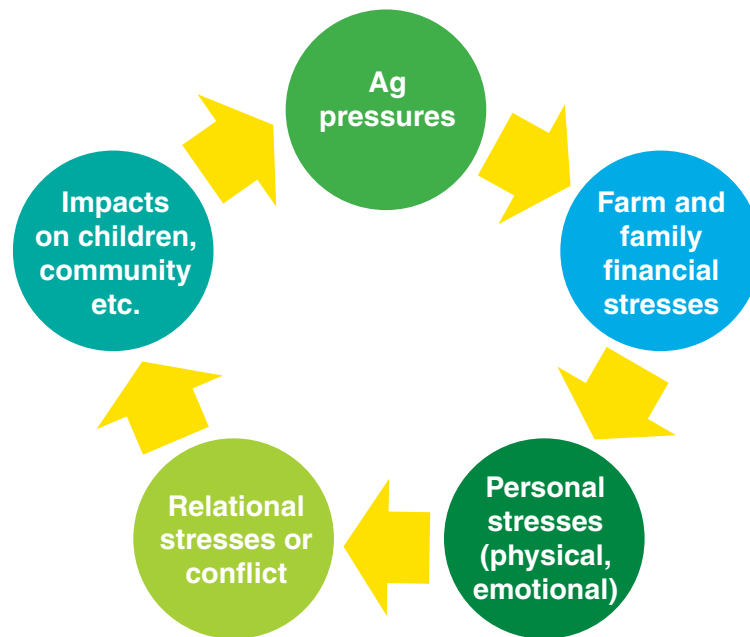 Ag
pressures
Farm and
family
financial
stresses
Personal
stresses
(physical,
emotional)
Relational
stresses or
conflict
Impacts
on children,
community
etc.